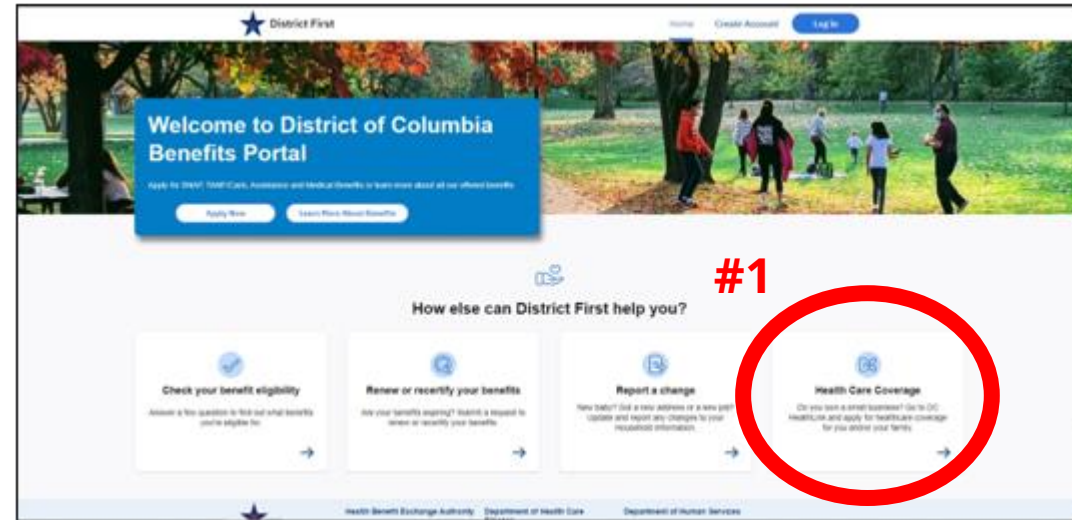 District First
Home Create Account Log In
Welcome to District of Columbia
Benefits Portal
Apply for SNAP, TANF/Care, Assistance and Medical Benefits or learn more about all our offered benefits
Apply Now Learn More About Benefits
#1
How else can District First help you?
Check your benefit eligibility
Answer a few question to find out what benefits
you're eligible for.
Renew or recertify your benefits
Are your benefits expiring? Submit a request to
renew or recertify your benefits.
Report a change
New baby? Got a new address or a new job?
Update and report any changes to your
household information.
Health Care Coverage
Do you own a small business? Go to DC
HealthLink and apply for healthcare coverage
for you and/or your family.
Health Benefit Exchange Authority Department of Health Care Department of Human Services